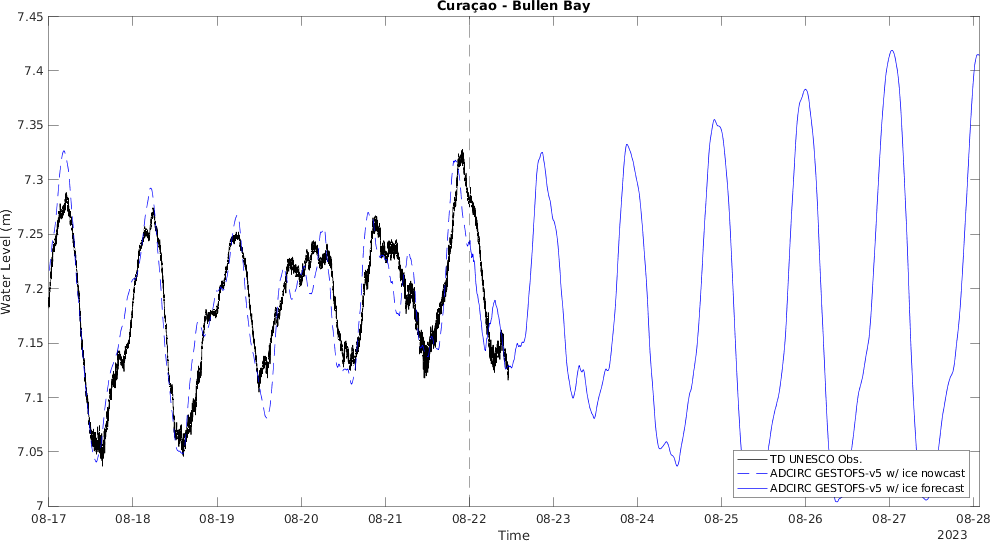 Curaçao - Bullen Bay
Water Level (m)
7.45
7.4
7.35
7.3
7.25
7.2
7.15
7.1
7.05
7
08-17 08-18 08-19 08-20 08-21 08-22 08-23 08-24 08-25 08-26 08-27 08-28
Time
2023
TD UNESCO Obs.
ADCIRC GESTOFS-v5 w/ ice nowcast
ADCIRC GESTOFS-v5 w/ ice forecast